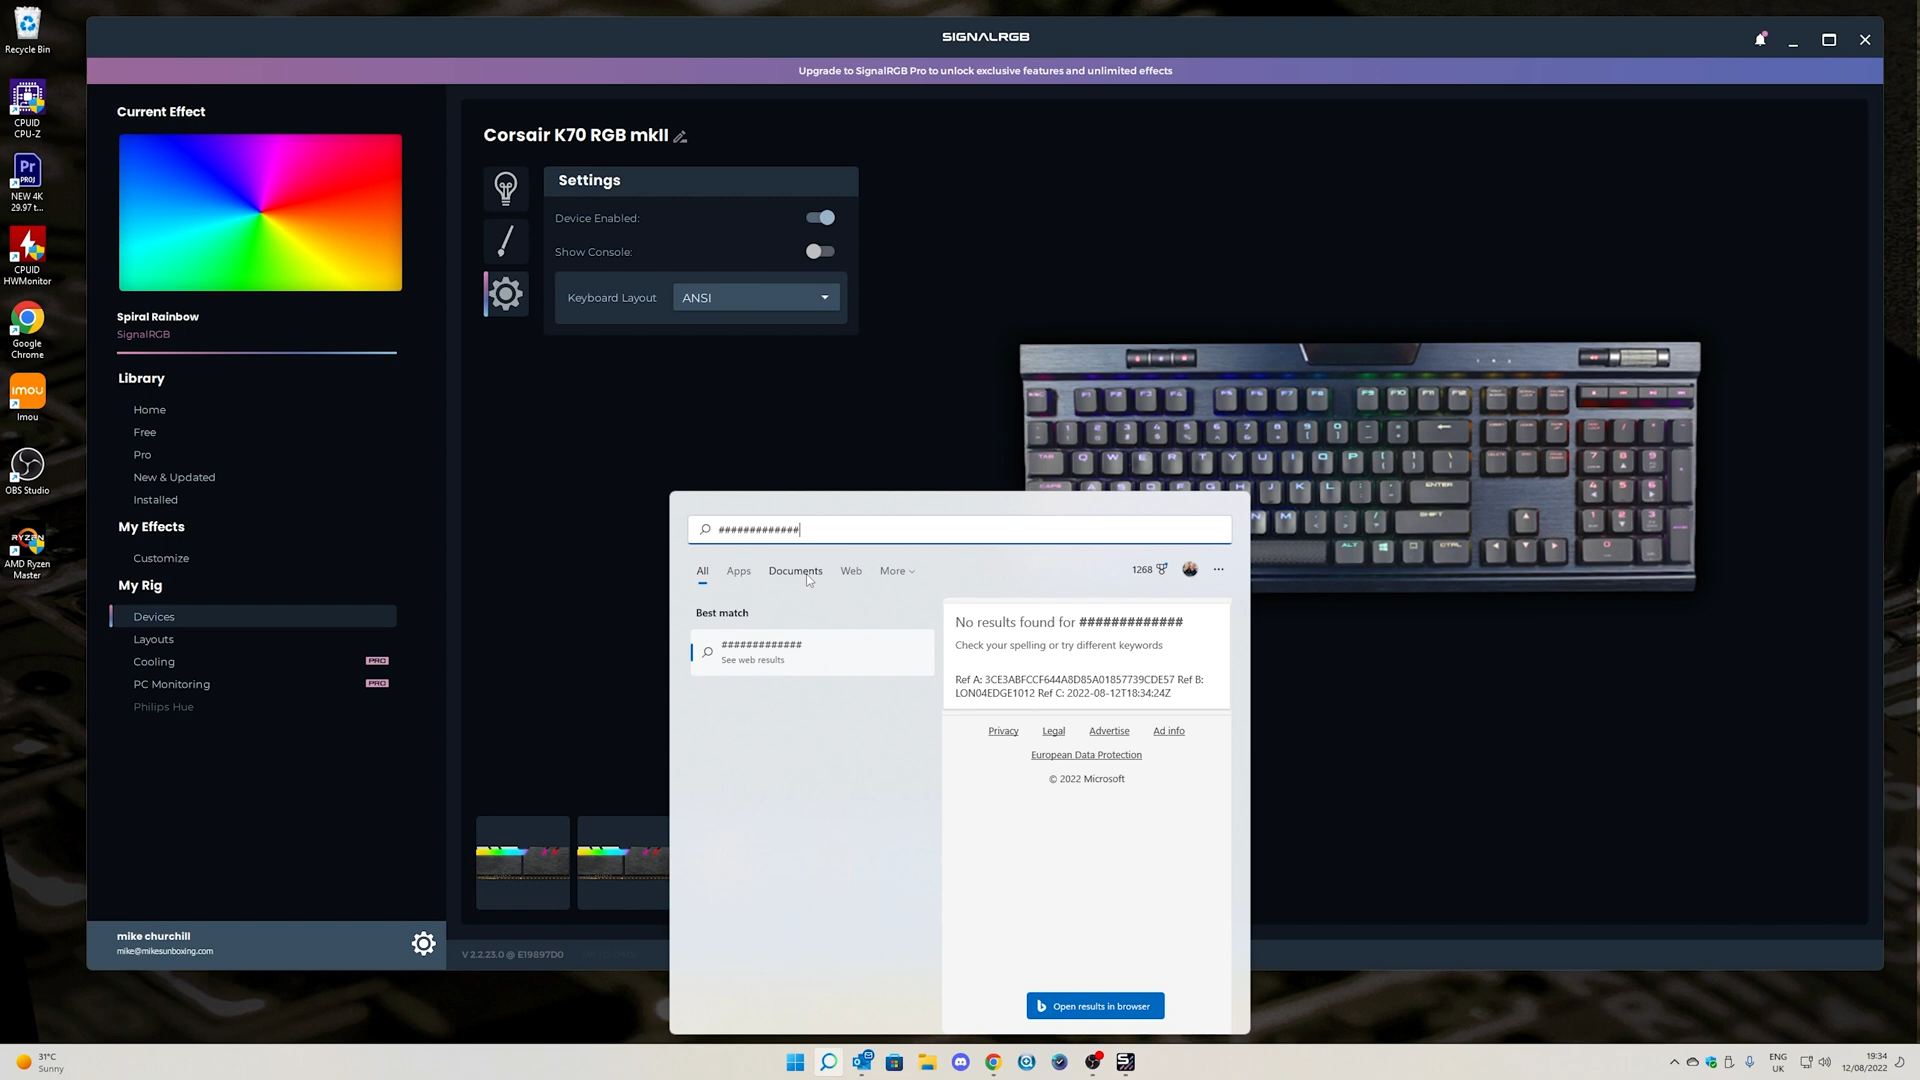 Recycle Bin
CPUID
CPU-Z
Pr
PROJ
NEW 4K
29.97 t...
CPUID
HWMonitor
Google
Chrome
imou
Imou
OBS Studio
RYZEN
AMD Ryzen
Master
SIGNALRGB
Upgrade to SignalRGB Pro to unlock exclusive features and unlimited effects
Current Effect
Spiral Rainbow
SignalRGB
Library
Home
Free
Pro
New & Updated
Installed
My Effects
Customize
My Rig
Devices
Layouts
Cooling PRO
PC Monitoring PRO
Philips Hue
mike churchill
mike@mikesunboxing.com
Corsair K70 RGB mkII
Settings
Device Enabled:
Show Console:
Keyboard Layout ANSI
V 2.2.23.0 @ E19897D0
#############
All Apps Documents Web More
1268
Best match
#############
See web results
No results found for #############
Check your spelling or try different keywords
Ref A: 3CE3ABFCCF644A8D85A01857739CDE57 Ref B:
LON04EDGE1012 Ref C: 2022-08-12T18:34:24Z
Privacy Legal Advertise Ad info
European Data Protection
© 2022 Microsoft
Open results in browser
31°C
Sunny
ENG
UK
19:34
12/08/2022